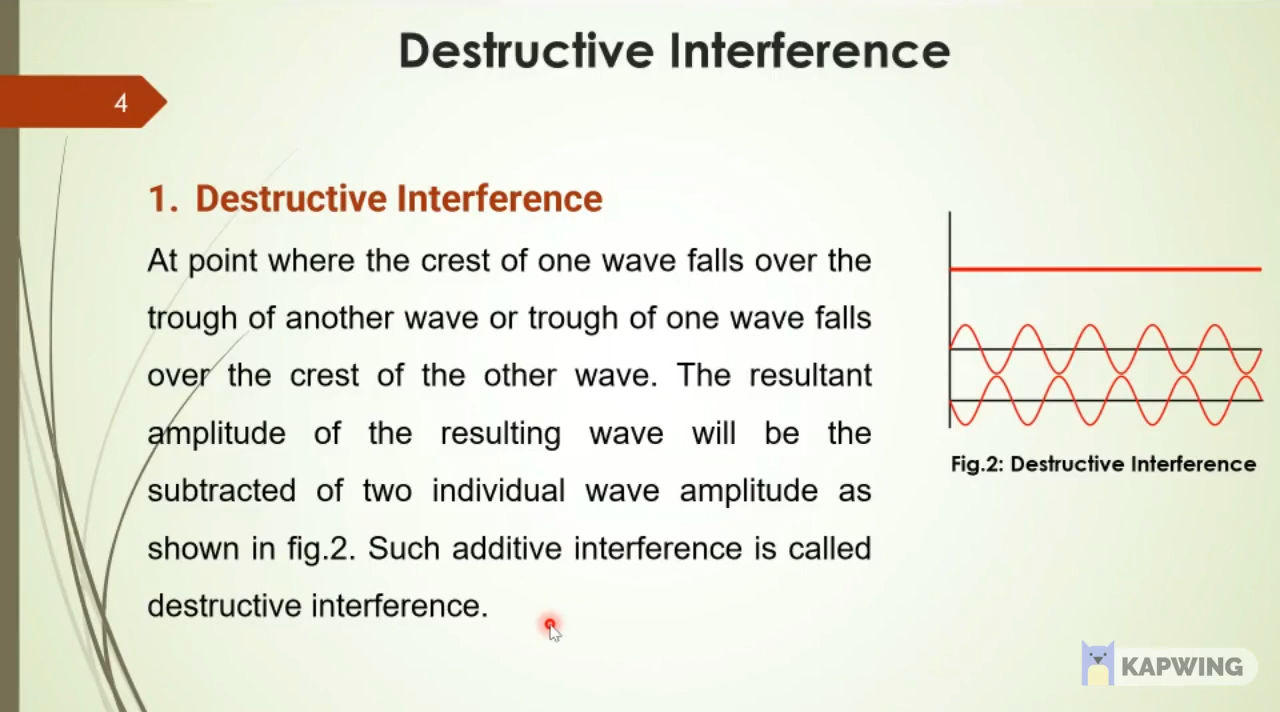 Destructive Interference
4
1. Destructive Interference
At point where the crest of one wave falls over the
trough of another wave or trough of one wave falls
over the crest of the other wave. The resultant
amplitude of the resulting wave will be the
subtracted of two individual wave amplitude as
shown in fig.2. Such additive interference is called
destructive interference.
Fig.2: Destructive Interference
KAPWING